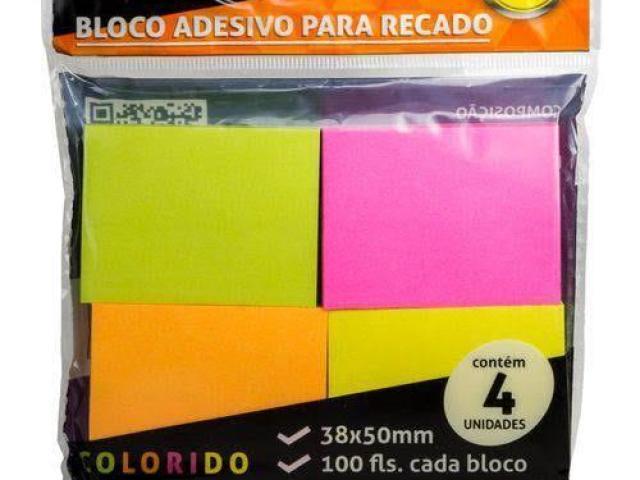 BLOCO ADESIVO PARA RECADO
COMPOSIÇÃO
contém
4
UNIDADES
38x50mm
COLORIDO
100 fls. cada bloco